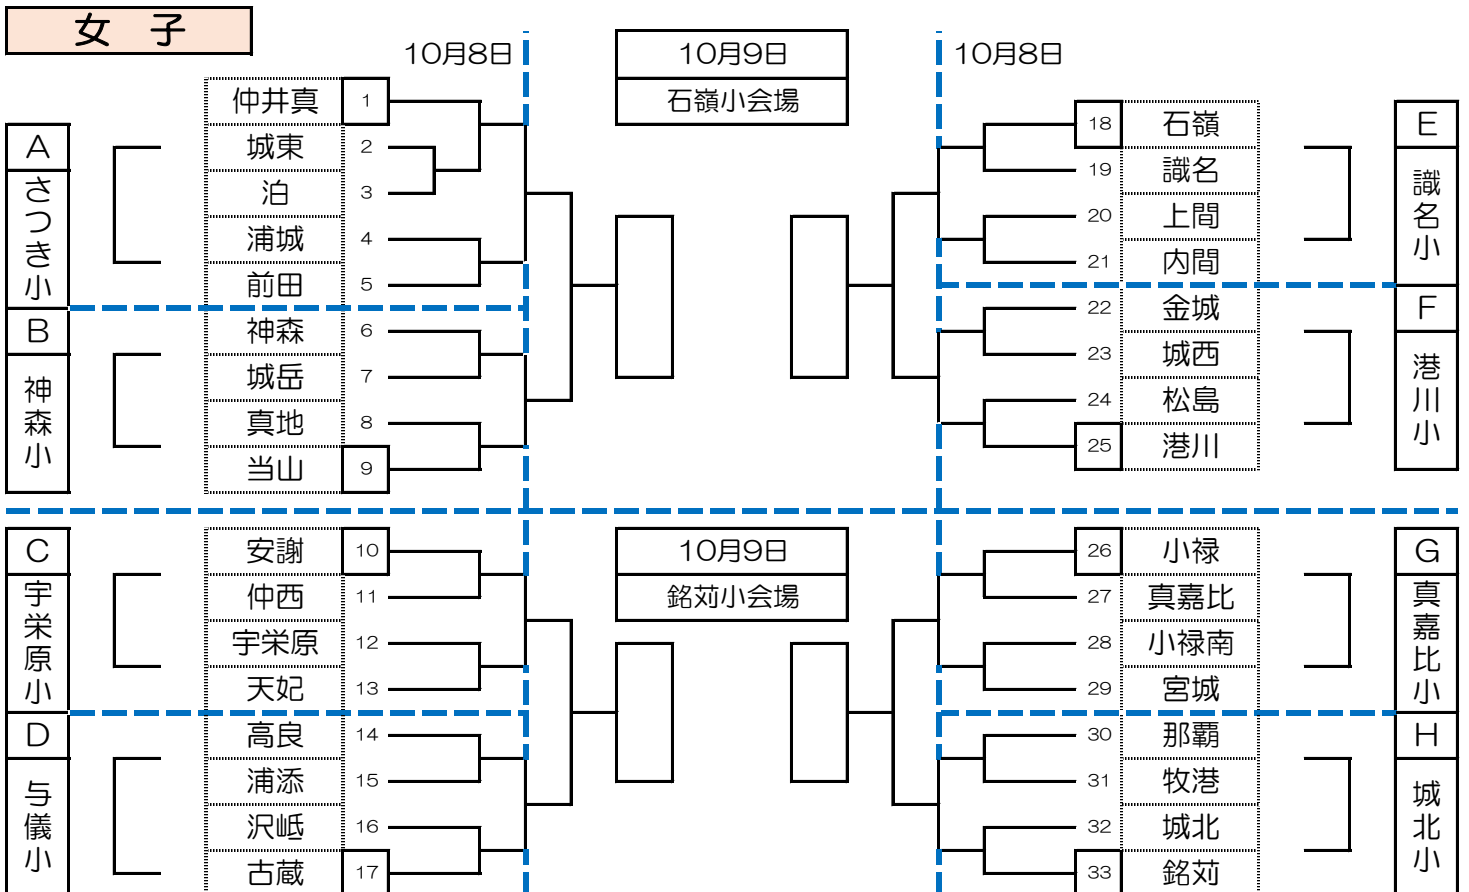 女 子
10月8日
10月9日
石嶺小会場
10月8日
A
さつき小
仲井真 1
城東 2
泊 3
浦城 4
前田 5
B
神森小
神森 6
城岳 7
真地 8
当山 9
18 石嶺
19 識名
20 上間
21 内間
E
識名小
22 金城
23 城西
24 松島
25 港川
F
港川小
10月9日
銘苅小会場
C
宇栄原小
安謝 10
仲西 11
宇栄原 12
天妃 13
D
与儀小
高良 14
浦添 15
沢岻 16
古蔵 17
26 小禄
27 真嘉比
28 小禄南
29 宮城
G
真嘉比小
30 那覇
31 牧港
32 城北
33 銘苅
H
城北小